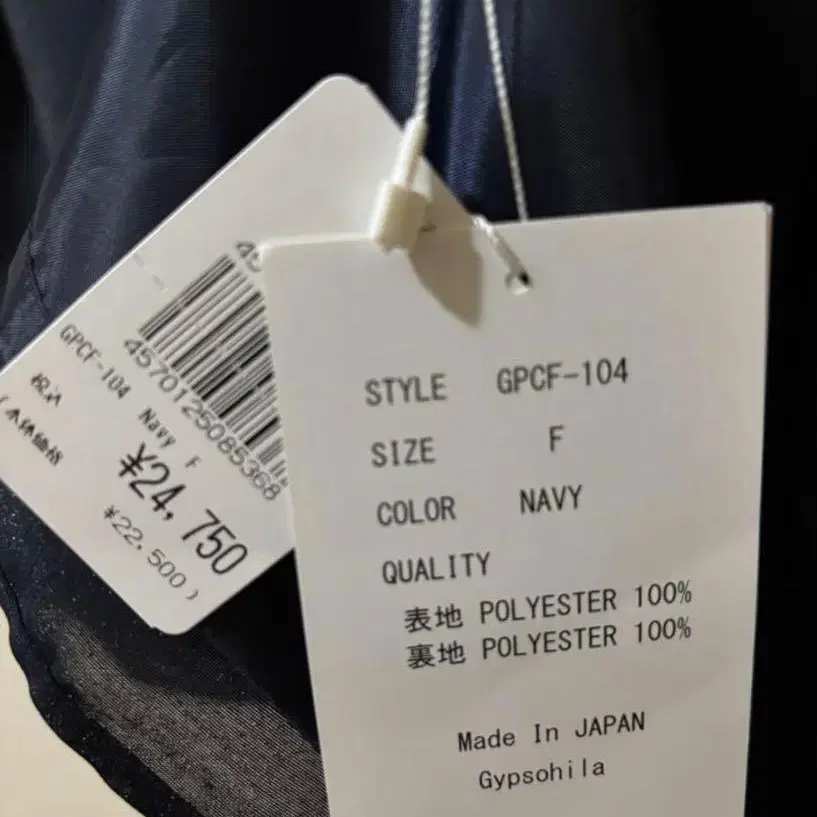 4570125085368
GPCF-104 Navy F
税込 ¥24,750
(本体価格 ¥22,500)
STYLE GPCF-104
SIZE F
COLOR NAVY
QUALITY
表地 POLYESTER 100%
裏地 POLYESTER 100%
Made In JAPAN
Gypsohila